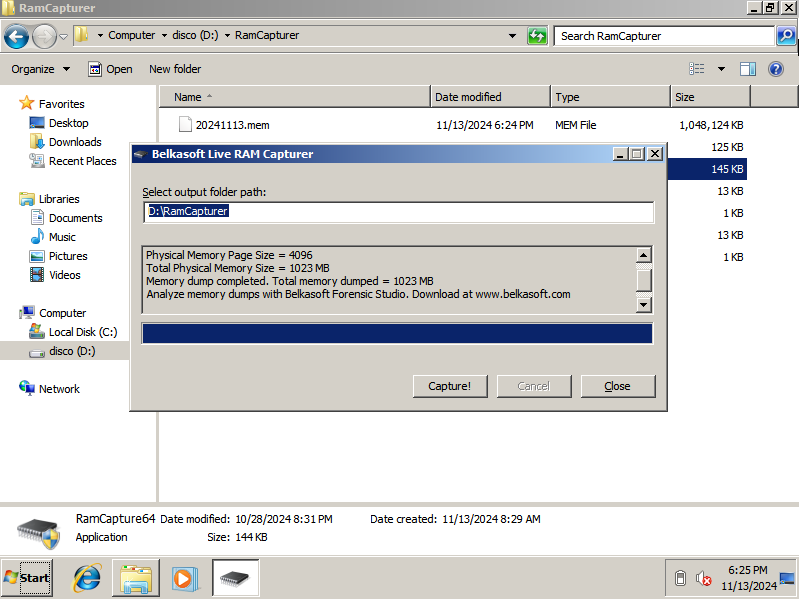 RamCapturer
Computer
disco (D:)
RamCapturer
Search RamCapturer
Organize
Open
New folder
Favorites
Desktop
Downloads
Recent Places
Libraries
Documents
Music
Pictures
Videos
Computer
Local Disk (C:)
disco (D:)
Network
Name Date modified Type Size
20241113.mem 11/13/2024 6:24 PM MEM File 1,048,124 KB
125 KB
145 KB
13 KB
1 KB
13 KB
1 KB
Belkasoft Live RAM Capturer
Select output folder path:
D:\RamCapturer
Physical Memory Page Size = 4096
Total Physical Memory Size = 1023 MB
Memory dump completed. Total memory dumped = 1023 MB
Analyze memory dumps with Belkasoft Forensic Studio. Download at www.belkasoft.com
Capture!
Cancel
Close
RamCapture64 Date modified: 10/28/2024 8:31 PM Date created: 11/13/2024 8:29 AM
Application Size: 144 KB
Start
6:25 PM
11/13/2024